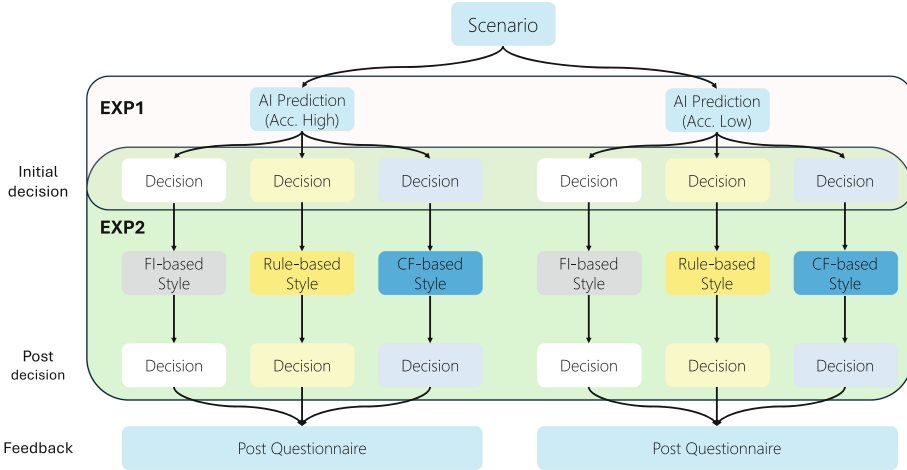 Scenario
EXP1
AI Prediction
(Acc. High)
AI Prediction
(Acc. Low)
Initial
decision
Decision
Decision
Decision
Decision
Decision
Decision
EXP2
FI-based
Style
Rule-based
Style
CF-based
Style
FI-based
Style
Rule-based
Style
CF-based
Style
Post
decision
Decision
Decision
Decision
Decision
Decision
Decision
Feedback
Post Questionnaire
Post Questionnaire